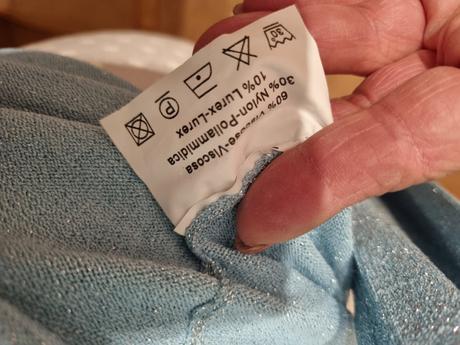 60% Viscose-Viscosa
30% Nylon-Poliammidica
10% Lurex-Lurex
30° P